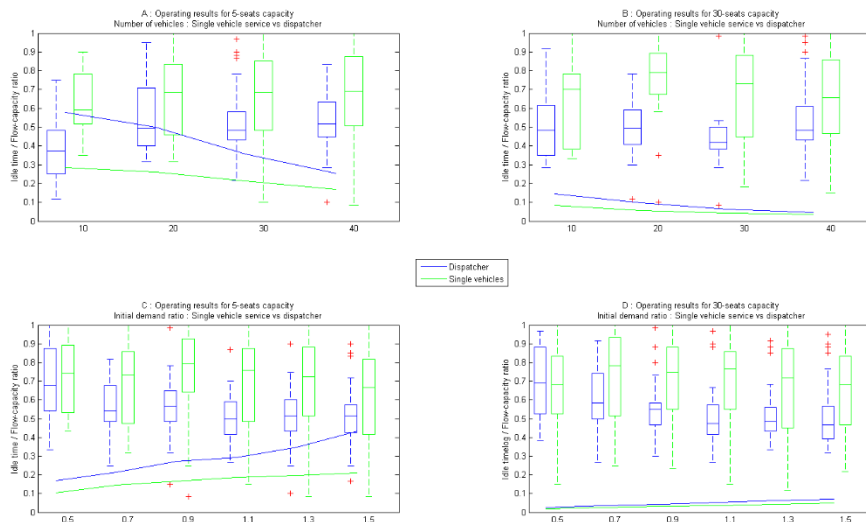 A : Operating results for 5-seats capacity
Number of vehicles : Single vehicle service vs dispatcher
Idle time / Flow-capacity ratio
1
0.9
0.8
0.7
0.6
0.5
0.4
0.3
0.2
0.1
0
10 20 30 40
B : Operating results for 30-seats capacity
Number of vehicles : Single vehicle service vs dispatcher
Idle time / Flow-capacity ratio
1
0.9
0.8
0.7
0.6
0.5
0.4
0.3
0.2
0.1
0
10 20 30 40
Dispatcher
Single vehicles
C : Operating results for 5-seats capacity
Initial demand ratio : Single vehicle service vs dispatcher
Idle time / Flow-capacity ratio
1
0.9
0.8
0.7
0.6
0.5
0.4
0.3
0.2
0.1
0
0.5 0.7 0.9 1.1 1.3 1.5
D : Operating results for 30-seats capacity
Initial demand ratio : Single vehicle service vs dispatcher
Idle timelog / Flow-capacity ratio
1
0.9
0.8
0.7
0.6
0.5
0.4
0.3
0.2
0.1
0
0.5 0.7 0.9 1.1 1.3 1.5